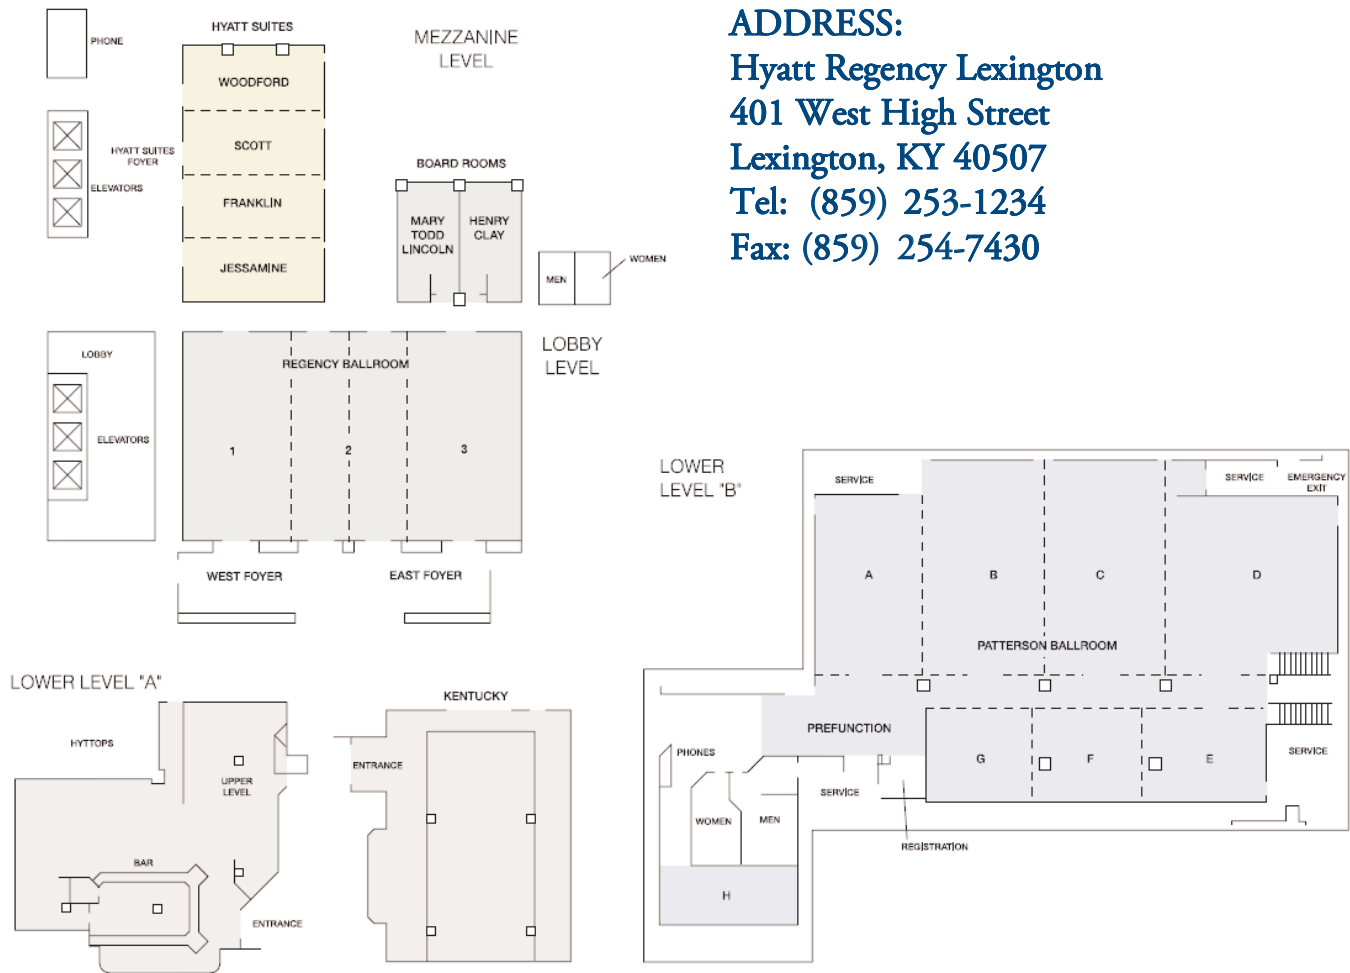 ADDRESS:
Hyatt Regency Lexington
401 West High Street
Lexington, KY 40507
Tel: (859) 253-1234
Fax: (859) 254-7430
MEZZANINE
LEVEL
PHONE
HYATT SUITES
WOODFORD
SCOTT
FRANKLIN
JESSAMINE
HYATT SUITES
FOYER
ELEVATORS
BOARD ROOMS
MARY
TODD
LINCOLN
HENRY
CLAY
MEN
WOMEN
LOBBY
LEVEL
LOBBY
ELEVATORS
REGENCY BALLROOM
1
2
3
WEST FOYER
EAST FOYER
LOWER LEVEL "A"
HYTTOPS
UPPER
LEVEL
BAR
ENTRANCE
KENTUCKY
ENTRANCE
LOWER
LEVEL "B"
SERVICE
SERVICE
EMERGENCY
EXIT
A
B
C
D
PATTERSON BALLROOM
PREFUNCTION
G
F
E
SERVICE
PHONES
SERVICE
WOMEN
MEN
REGISTRATION
H